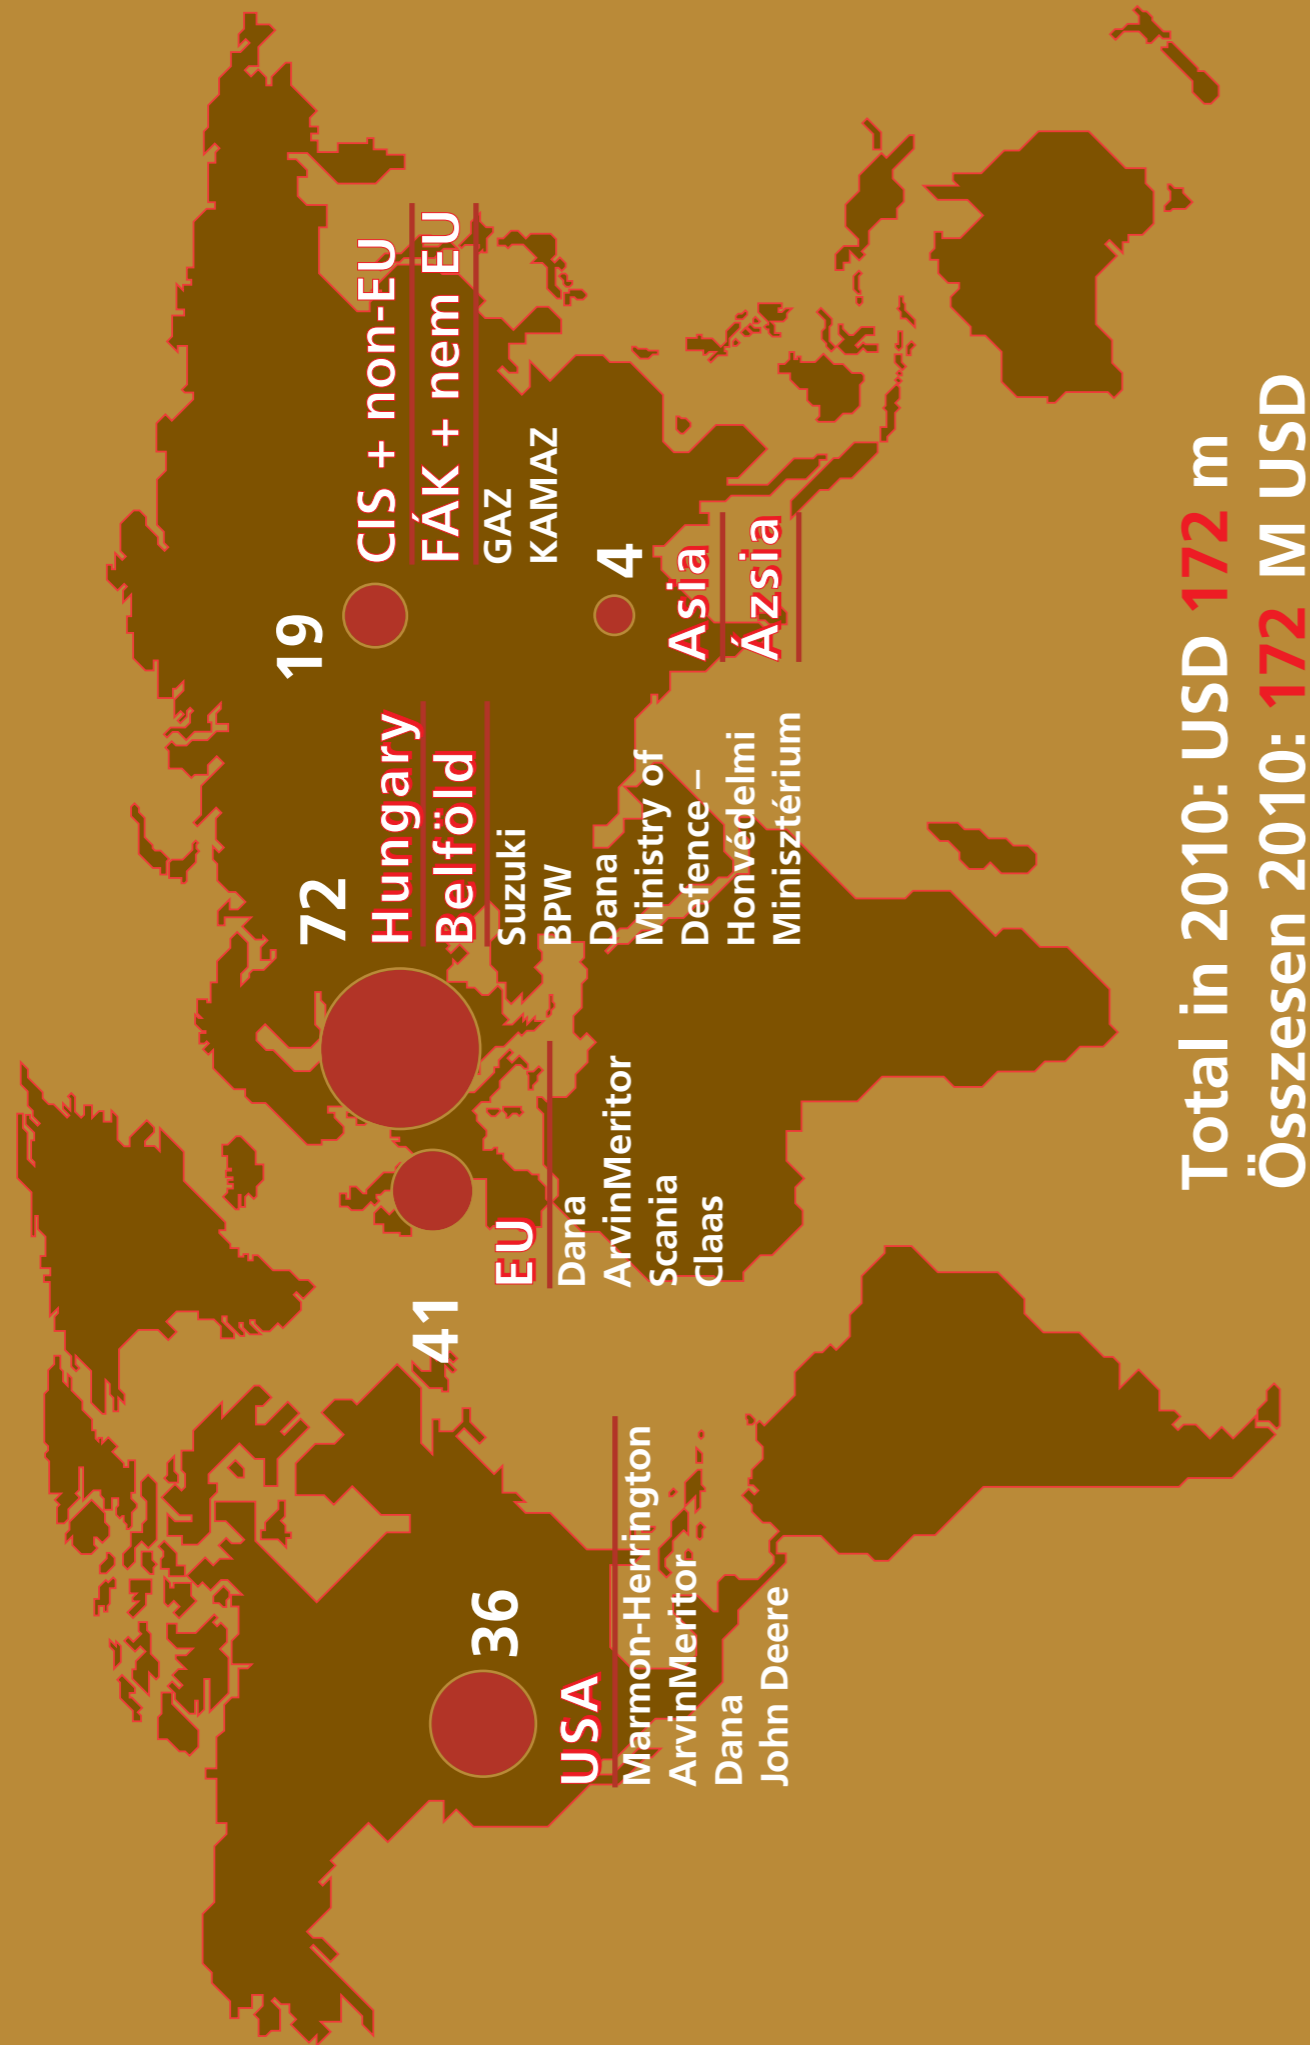 36
USA
Marmon-Herrington
ArvinMeritor
Dana
John Deere
41
EU
Dana
ArvinMeritor
Scania
Claas
72
Hungary
Belföld
Suzuki
BPW
Dana
Ministry of
Defence –
Honvédelmi
Minisztérium
19
CIS + non-EU
FÁK + nem EU
GAZ
KAMAZ
4
Asia
Ázsia
Total in 2010: USD 172 m
Összesen 2010: 172 M USD